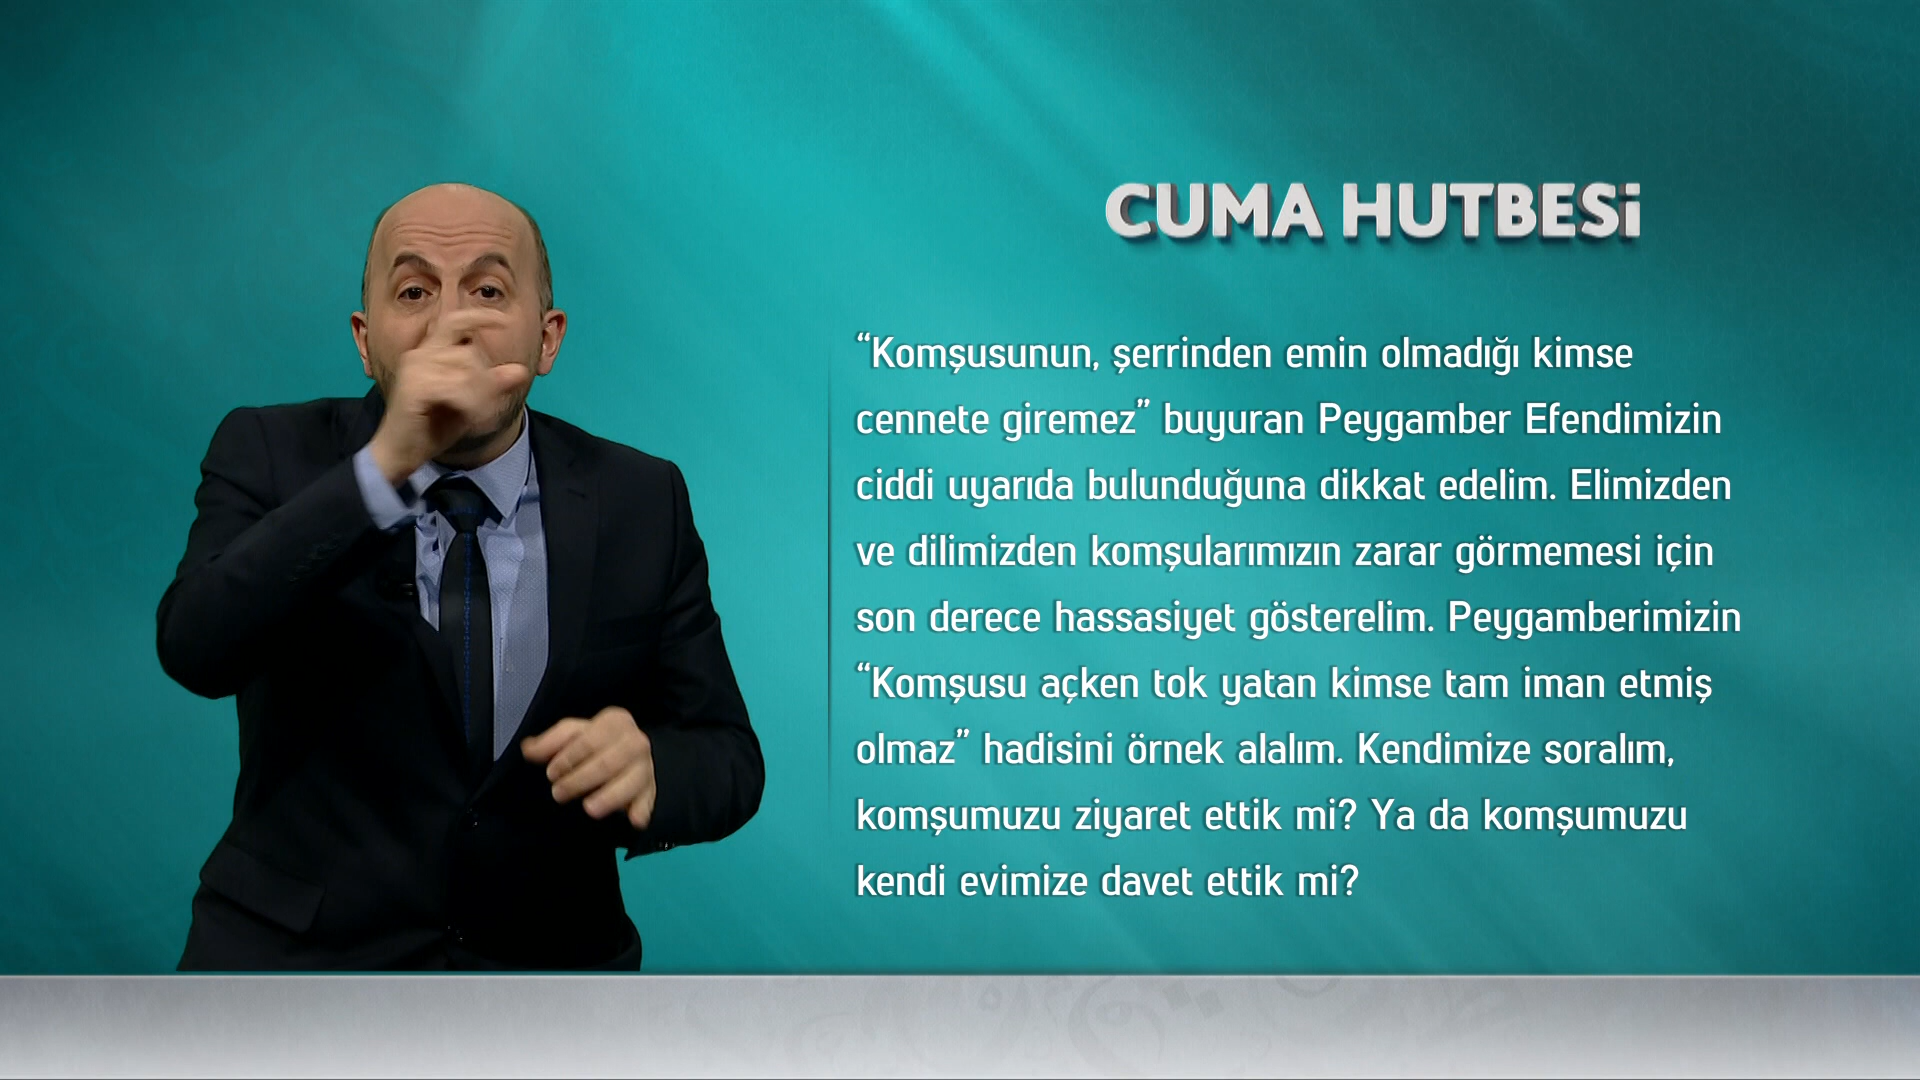 CUMA HUTBESİ
“Komşusunun, şerrinden emin olmadığı kimse
cennete giremez” buyuran Peygamber Efendimizin
ciddi uyarıda bulunduğuna dikkat edelim. Elimizden
ve dilimizden komşularımızın zarar görmemesi için
son derece hassasiyet gösterelim. Peygamberimizin
“Komşusu açken tok yatan kimse tam iman etmiş
olmaz” hadisini örnek alalım. Kendimize soralım,
komşumuzu ziyaret ettik mi? Ya da komşumuzu
kendi evimize davet ettik mi?